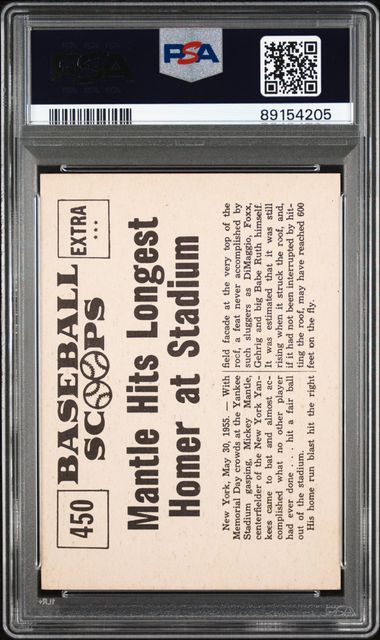 PSA
PSA
89154205
450
BASEBALL
SCOOPS
EXTRA
...
Mantle Hits Longest
Homer at Stadium
New York, May 30, 1955. — With
Memorial Day crowds at the Yankee
Stadium gasping, Mickey Mantle,
centerfielder of the New York Yan-
kees came to bat and almost ac-
complished what no other player
had ever done . . . hit a fair ball
out of the stadium.
His home run blast hit the right
field facade at the very top of the
roof, a feat never accomplished by
such sluggers as DiMaggio, Foxx,
Gehrig and big Babe Ruth himself.
It was estimated that it was still
rising when it struck the roof, and,
if it had not been interrupted by hit-
ting the roof, may have reached 600
feet on the fly.